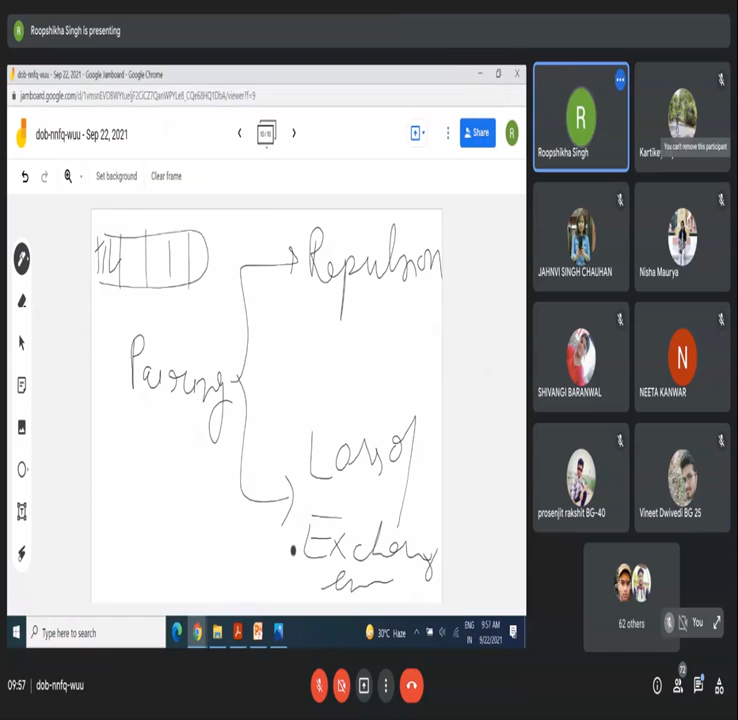 Roopshikha Singh is presenting
dob-nnfq-wuu - Sep 22, 2021 - Google Jamboard - Google Chrome
dob-nnfq-wuu - Sep 22, 2021
10/10
Share
R
Set background
Clear frame
Repulsion
Pairing
Loss of
Exchang
en
Type here to search
30°C Haze
ENG
IN
9:57 AM
9/22/2021
R
Roopshikha Singh
You can't remove this participant
JAHNVI SINGH CHAUHAN
Nisha Maurya
SHIVANGI BARANWAL
N
NEETA KANWAR
prosenjit rakshit BG-40
Vineet Dwivedi BG 25
62 others
You
09:57 | dob-nnfq-wuu
72